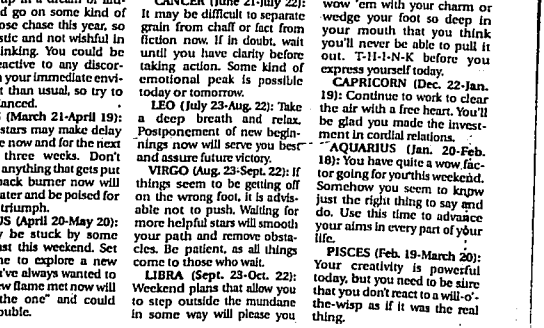 up in a dream of
d go on some kind of
ose chase this year, so
stic and not wishful in
inking. You could be
eactive to any discor-
n your immediate envi-
t than usual, so try to
anced.
(March 21-April 19):
stars may make delay
e now and for the next
three weeks. Don't
anything that gets put
back burner now will
ater and be poised for
triumph.
US (April 20-May 20):
y be stuck by some
ast this weekend. Set
me to explore a new
u've always wanted to
ew flame met now will
the one" and could
ouble.
CANCER (June 21-July 22):
It may be difficult to separate
grain from chaff or fact from
fiction now. If in doubt, wait
until you have clarity before
taking action. Some kind of
emotional peak is possible
today or tomorrow.
LEO (July 23-Aug. 22): Take
a deep breath and relax.
Postponement of new begin-
nings now will serve you best
and assure future victory.
VIRGO (Aug. 23-Sept. 22): If
things seem to be getting off
on the wrong foot, it is advis-
able not to push. Waiting for
more helpful stars will smooth
your path and remove obsta-
cles. Be patient, as all things
come to those who wait.
LIBRA (Sept. 23-Oct. 22):
Weekend plans that allow you
to step outside the mundane
in some way will please you
wow 'em with your charm or
wedge your foot so deep in
your mouth that you think
you'll never be able to pull it
out. T-H-I-N-K before you
express yourself today.
CAPRICORN (Dec. 22-Jan.
19): Continue to work to clear
the air with a free heart. You'll
be glad you made the invest-
ment in cordial relations.
AQUARIUS (Jan. 20-Feb.
18): You have quite a wow fac-
tor going for you this weekend.
Somehow you seem to know
just the right thing to say and
do. Use this time to advance
your aims in every part of your
life.
PISCES (Feb. 19-March 20):
Your creativity is powerful
today, but you need to be sure
that you don't react to a will-o'-
the-wisp as if it was the real
thing.